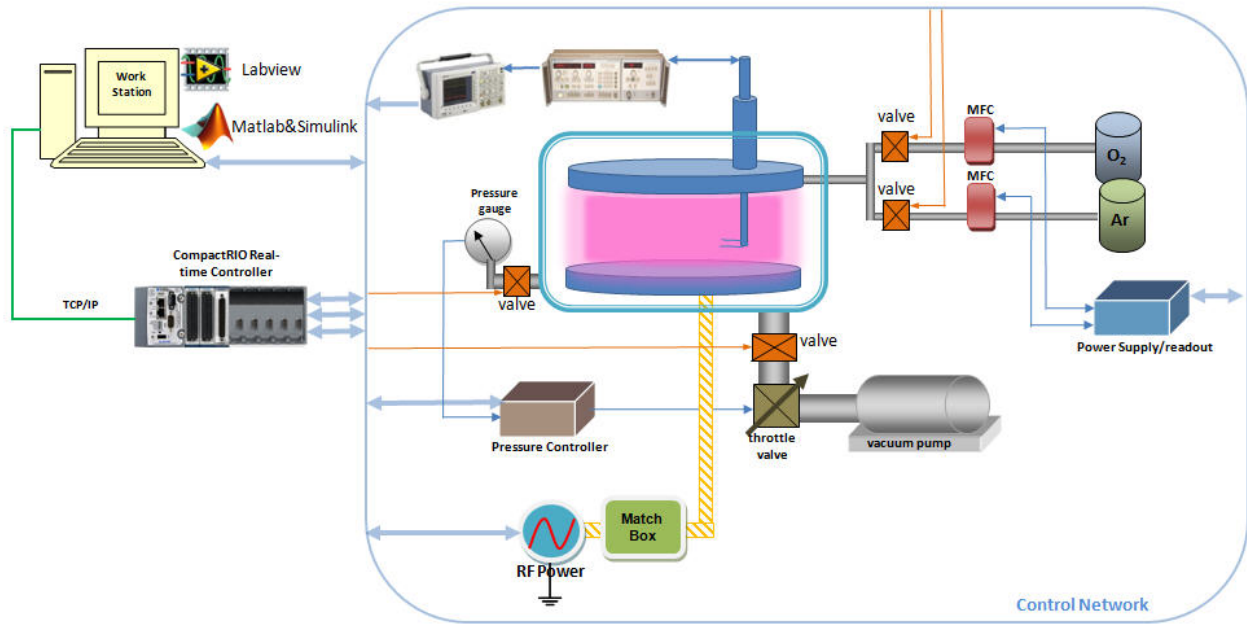 Work
Station
Labview
Matlab&Simulink
CompactRIO Real-
time Controller
TCP/IP
Pressure
gauge
valve
valve
MFC
O2
valve
MFC
Ar
Power Supply/readout
valve
Pressure Controller
throttle
valve
vacuum pump
Match
Box
RF Power
Control Network